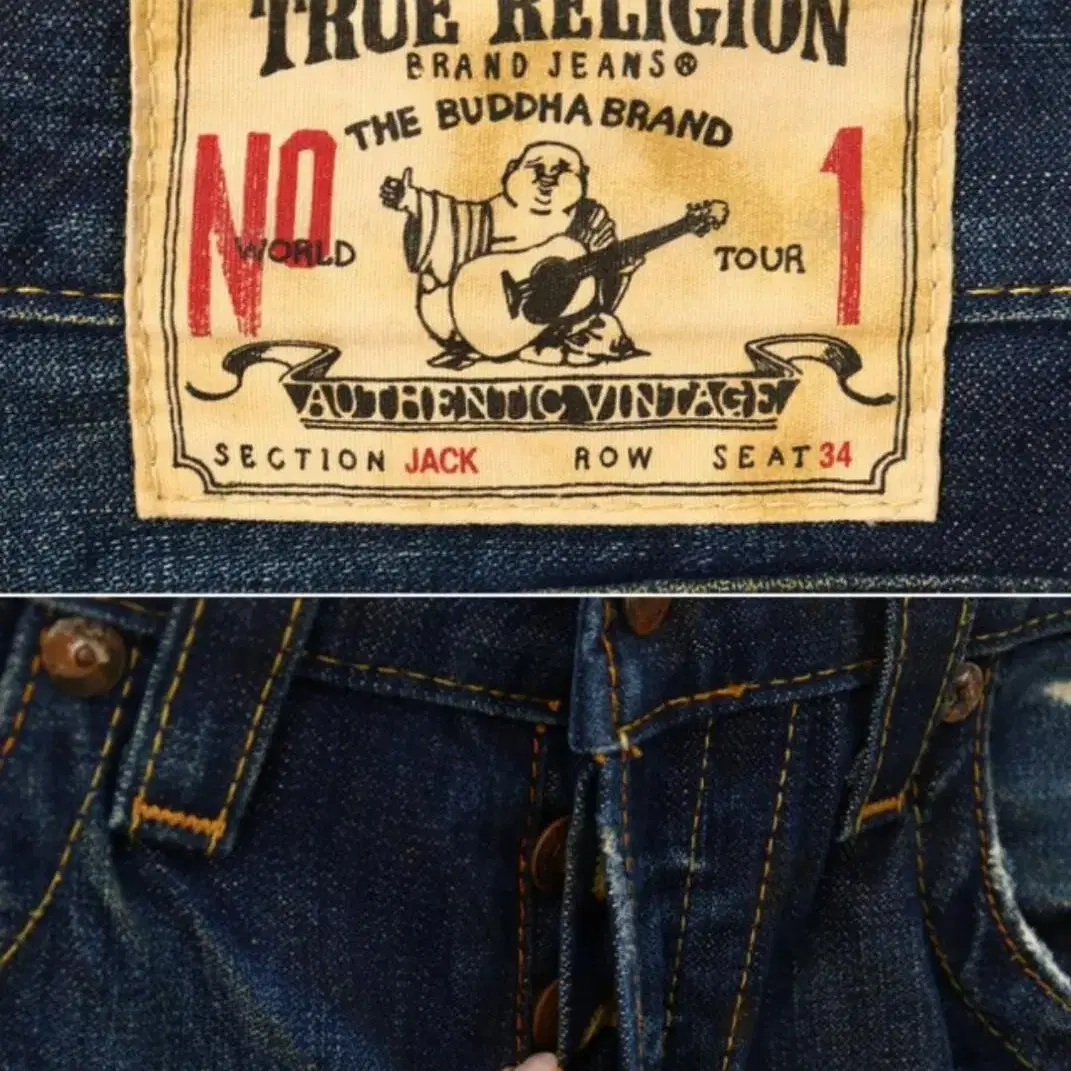 TRUE RELIGION
BRAND JEANS®
THE BUDDHA BRAND
NO 1
WORLD TOUR
AUTHENTIC VINTAGE
SECTION JACK ROW SEAT 34